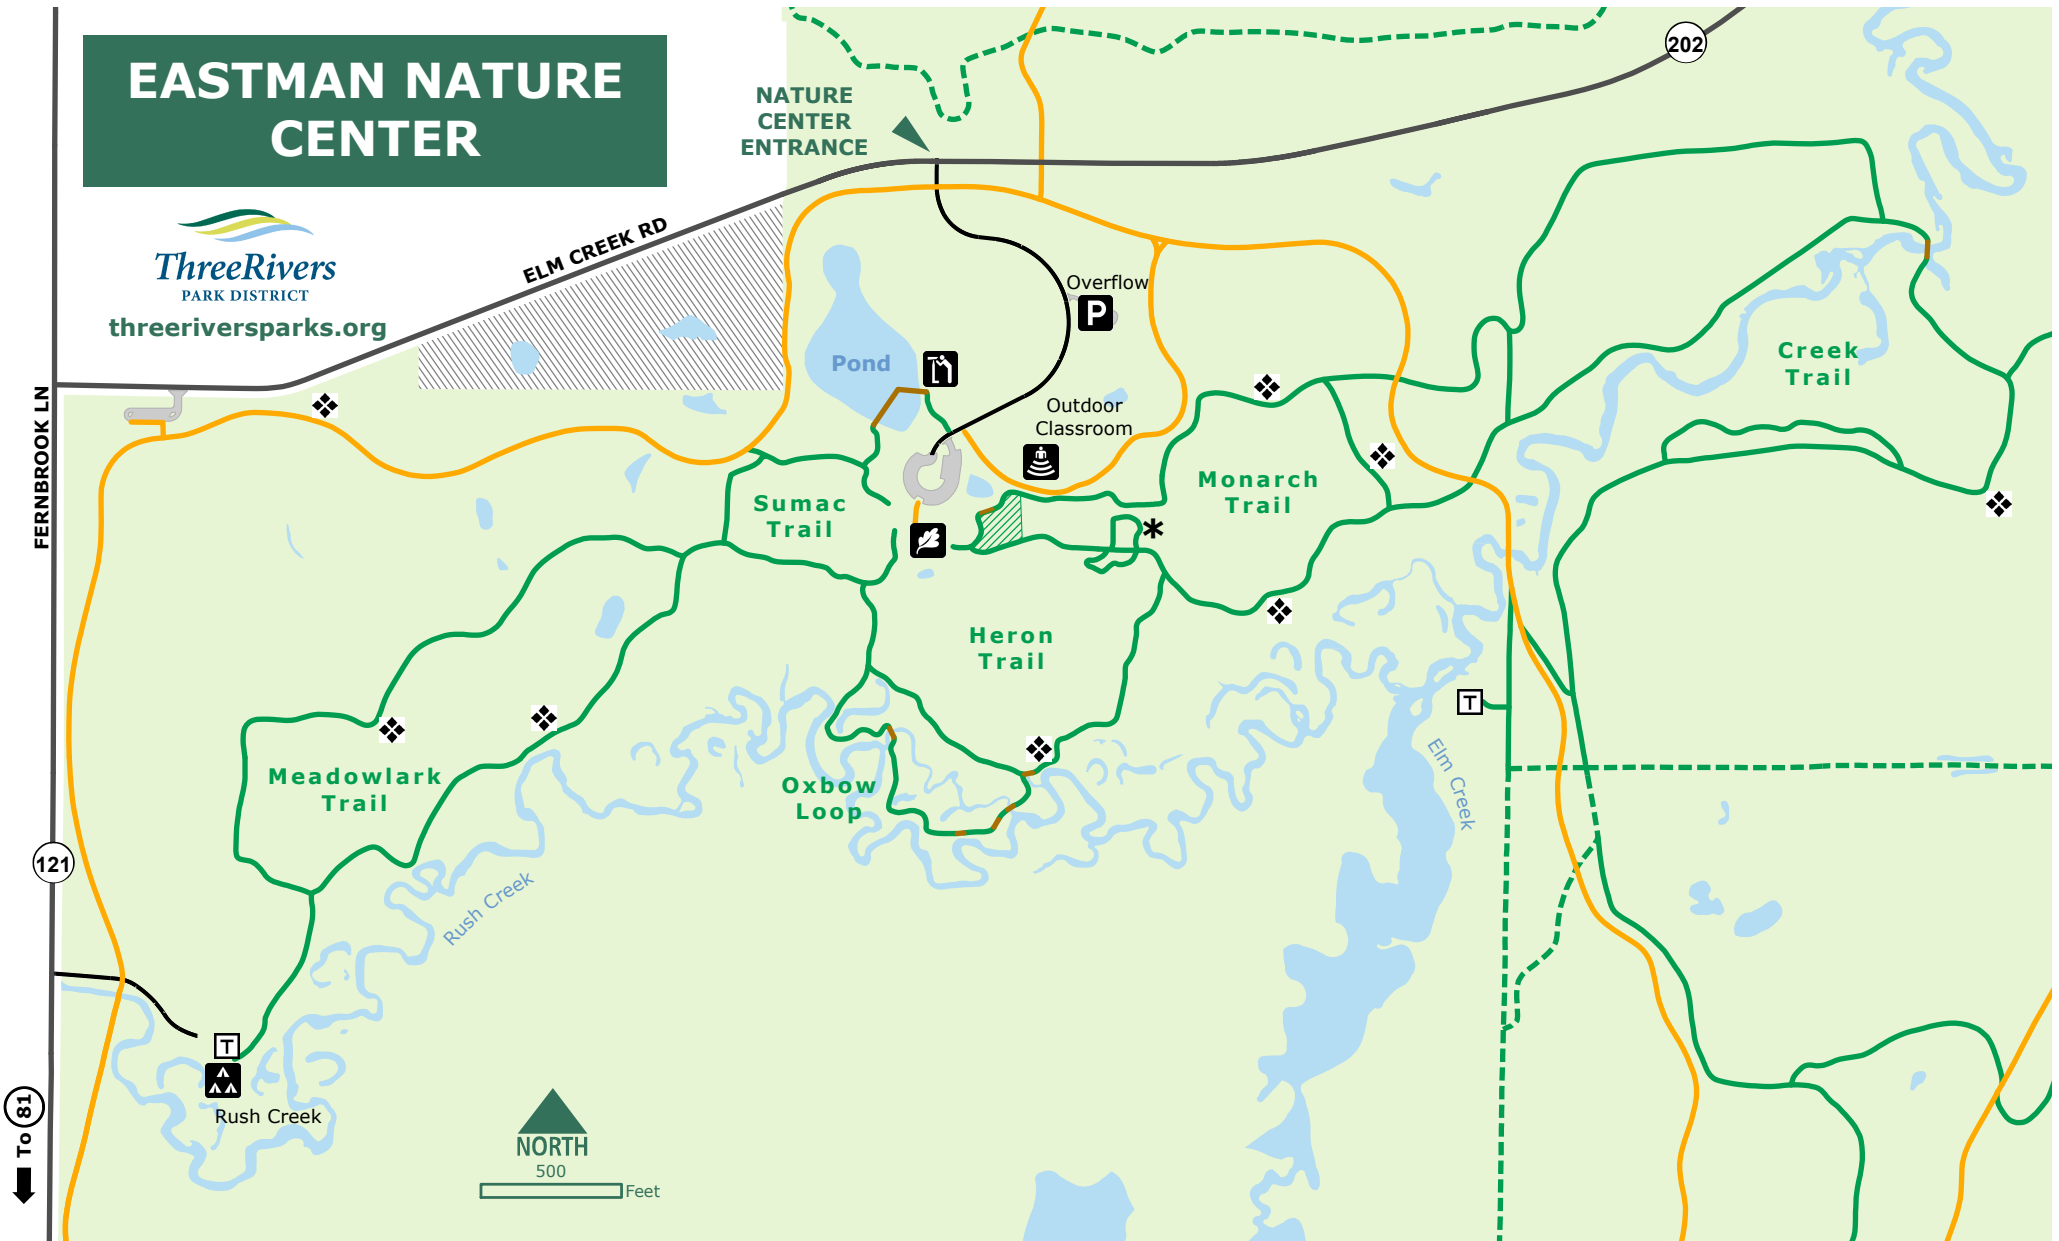 EASTMAN NATURE
CENTER
ThreeRivers
PARK DISTRICT
threeriversparks.org
NATURE
CENTER
ENTRANCE
202
ELM CREEK RD
FERNBROOK LN
Overflow
P
Pond
Outdoor
Classroom
Creek
Trail
Monarch
Trail
Sumac
Trail
*
Heron
Trail
T
Meadowlark
Trail
Oxbow
Loop
Elm Creek
121
Rush Creek
T
Rush Creek
To 81
NORTH
500
Feet